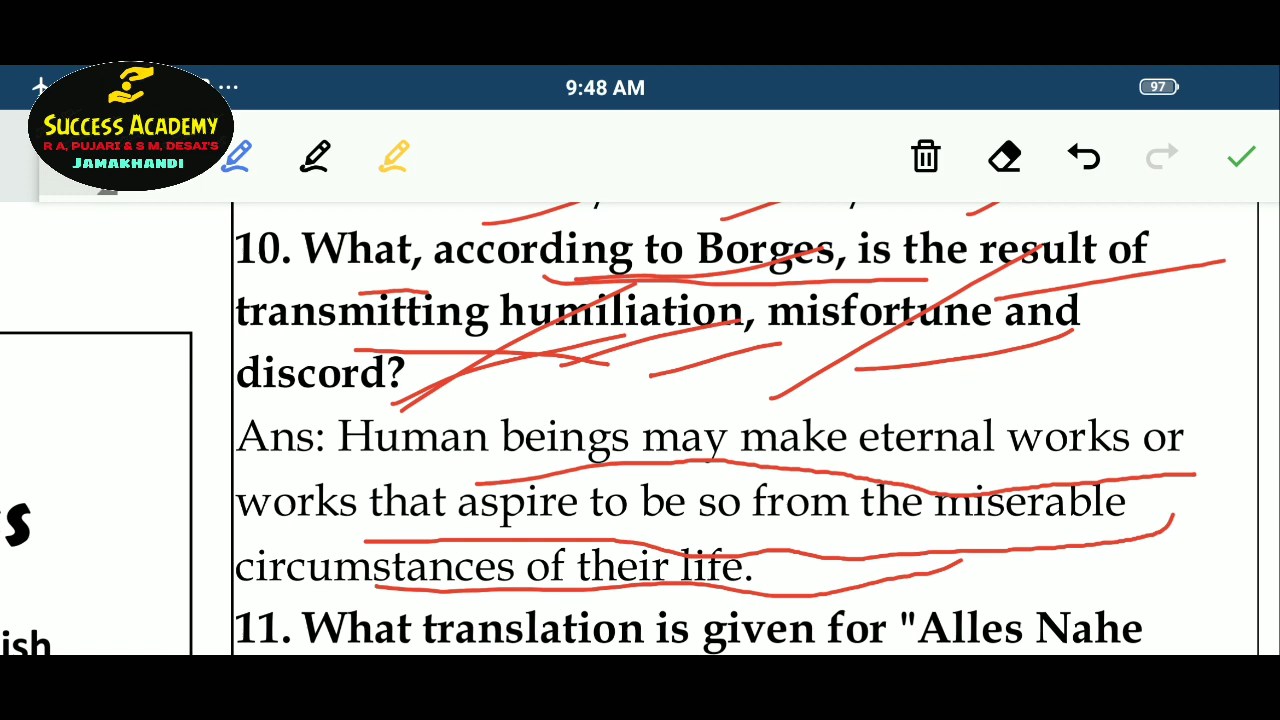 9:48 AM
97
SUCCESS ACADEMY
R A, PUJARI & S M. DESAI'S
JAMAKHANDI
10. What, according to Borges, is the result of
transmitting humiliation, misfortune and
discord?
Ans: Human beings may make eternal works or
works that aspire to be so from the miserable
circumstances of their life.
11. What translation is given for "Alles Nahe
s
ish